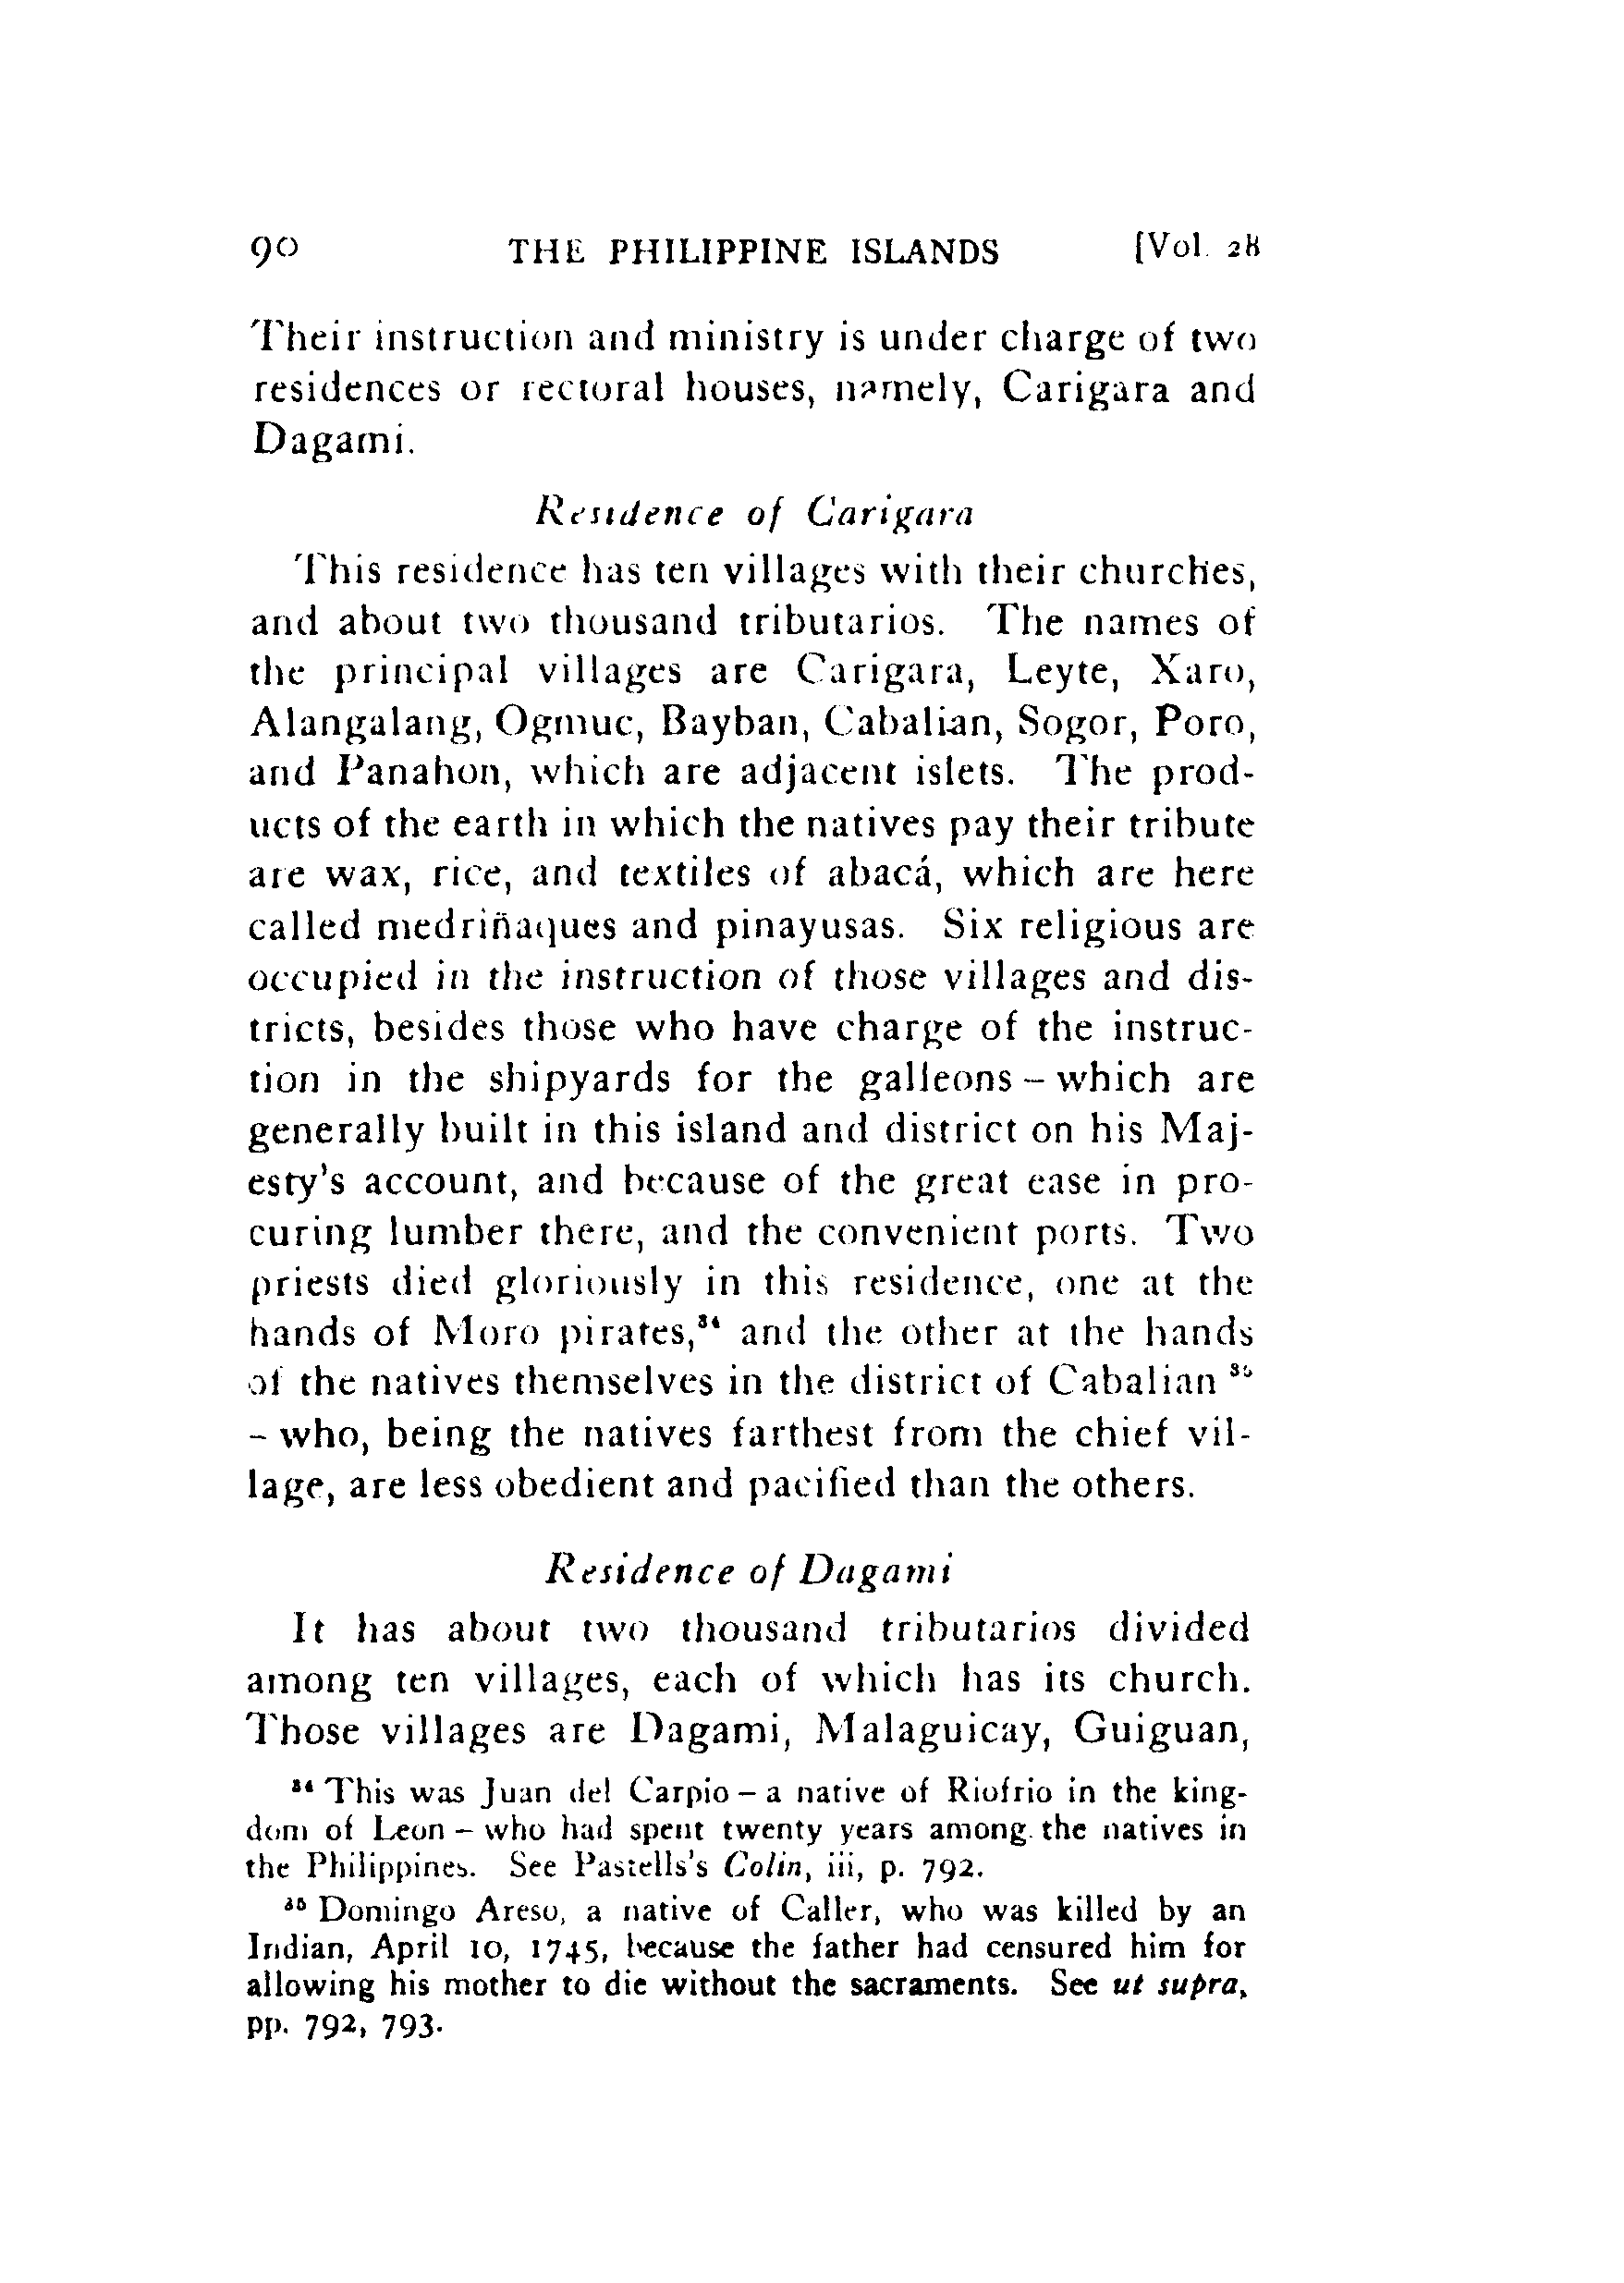 90 THE PHILIPPINE ISLANDS [Vol. 28
Their instruction and ministry is under charge of two
residences or rectoral houses, namely, Carigara and
Dagami.
Residence of Carigara
This residence has ten villages with their churches,
and about two thousand tributarios. The names of
the principal villages are Carigara, Leyte, Xaro,
Alangalang, Ogmuc, Bayban, Cabalian, Sogor, Poro,
and Panahon, which are adjacent islets. The prod-
ucts of the earth in which the natives pay their tribute
are wax, rice, and textiles of abacá, which are here
called medriñaques and pinayusas. Six religious are
occupied in the instruction of those villages and dis-
tricts, besides those who have charge of the instruc-
tion in the shipyards for the galleons – which are
generally built in this island and district on his Maj-
esty's account, and because of the great ease in pro-
curing lumber there, and the convenient ports. Two
priests died gloriously in this residence, one at the
hands of Moro pirates,³⁴ and the other at the hands
of the natives themselves in the district of Cabalian ³⁵
– who, being the natives farthest from the chief vil-
lage, are less obedient and pacified than the others.
Residence of Dagami
It has about two thousand tributarios divided
among ten villages, each of which has its church.
Those villages are Dagami, Malaguicay, Guiguan,
³⁴ This was Juan del Carpio – a native of Riofrio in the king-
dom of Leon – who had spent twenty years among the natives in
the Philippines. See Pastells's Colin, iii, p. 792.
³⁵ Domingo Areso, a native of Caller, who was killed by an
Indian, April 10, 1745, because the father had censured him for
allowing his mother to die without the sacraments. See ut supra,
pp. 792, 793.